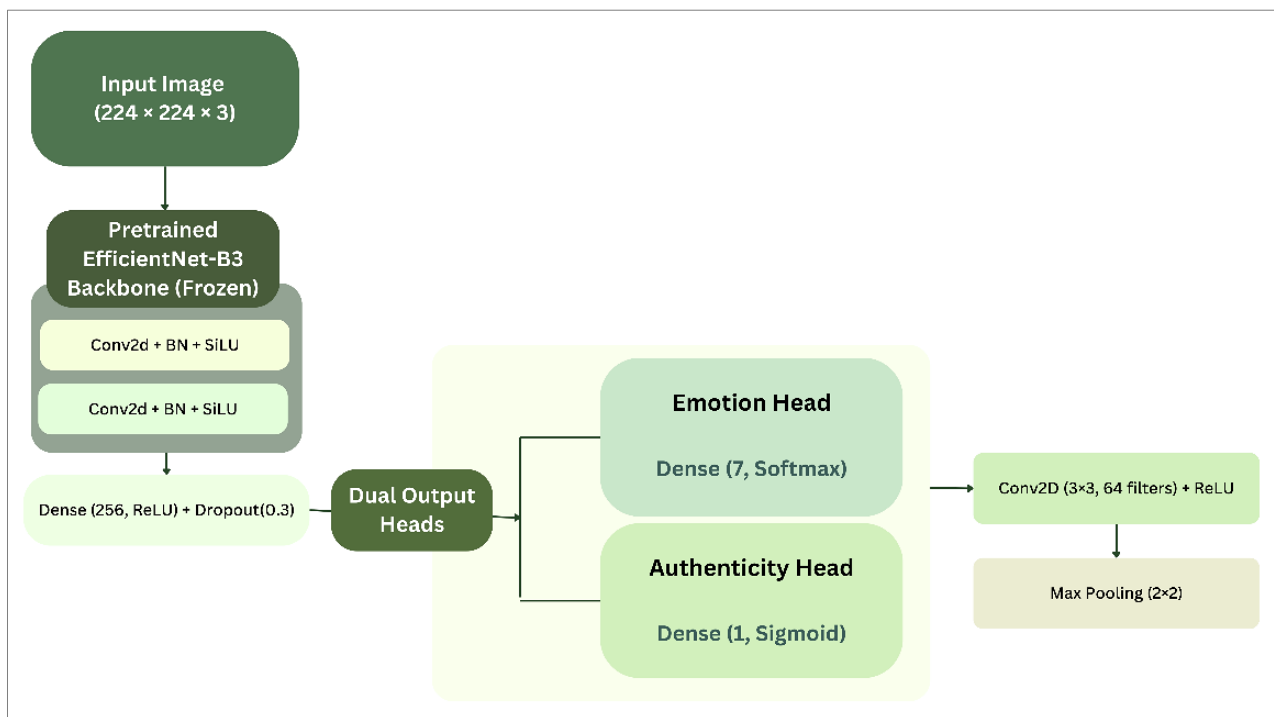 Input Image
(224 × 224 × 3)
Pretrained
EfficientNet-B3
Backbone (Frozen)
Conv2d + BN + SiLU
Conv2d + BN + SiLU
Dense (256, ReLU) + Dropout(0.3)
Dual Output
Heads
Emotion Head
Dense (7, Softmax)
Authenticity Head
Dense (1, Sigmoid)
Conv2D (3×3, 64 filters) + ReLU
Max Pooling (2×2)